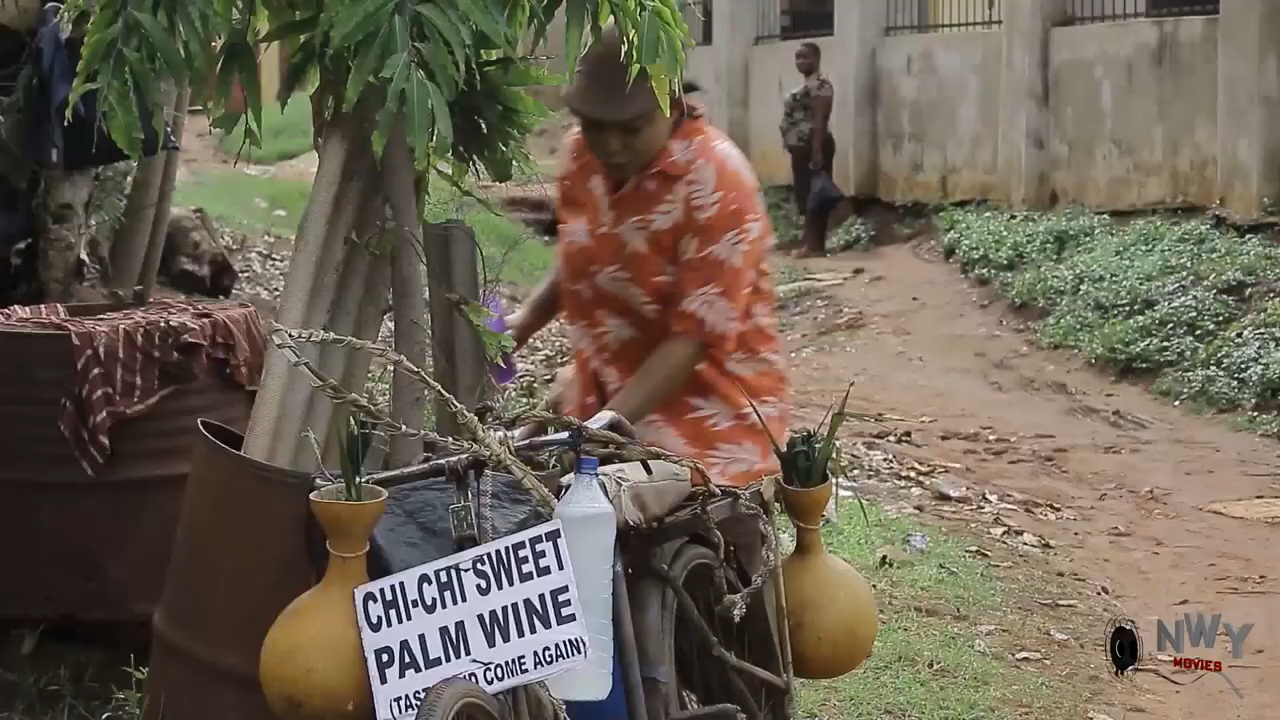 CHI-CHI SWEET
PALM WINE
COME AGAIN)
NWY
MOVIES